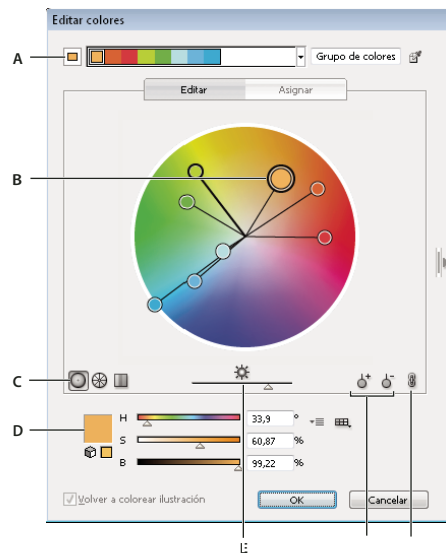 Editar colores
A
Grupo de colores
Editar
Asignar
B
C
D
H 33,9 °
S 60,87 %
B 99,22 %
Volver a colorear ilustración
OK
Cancelar
E